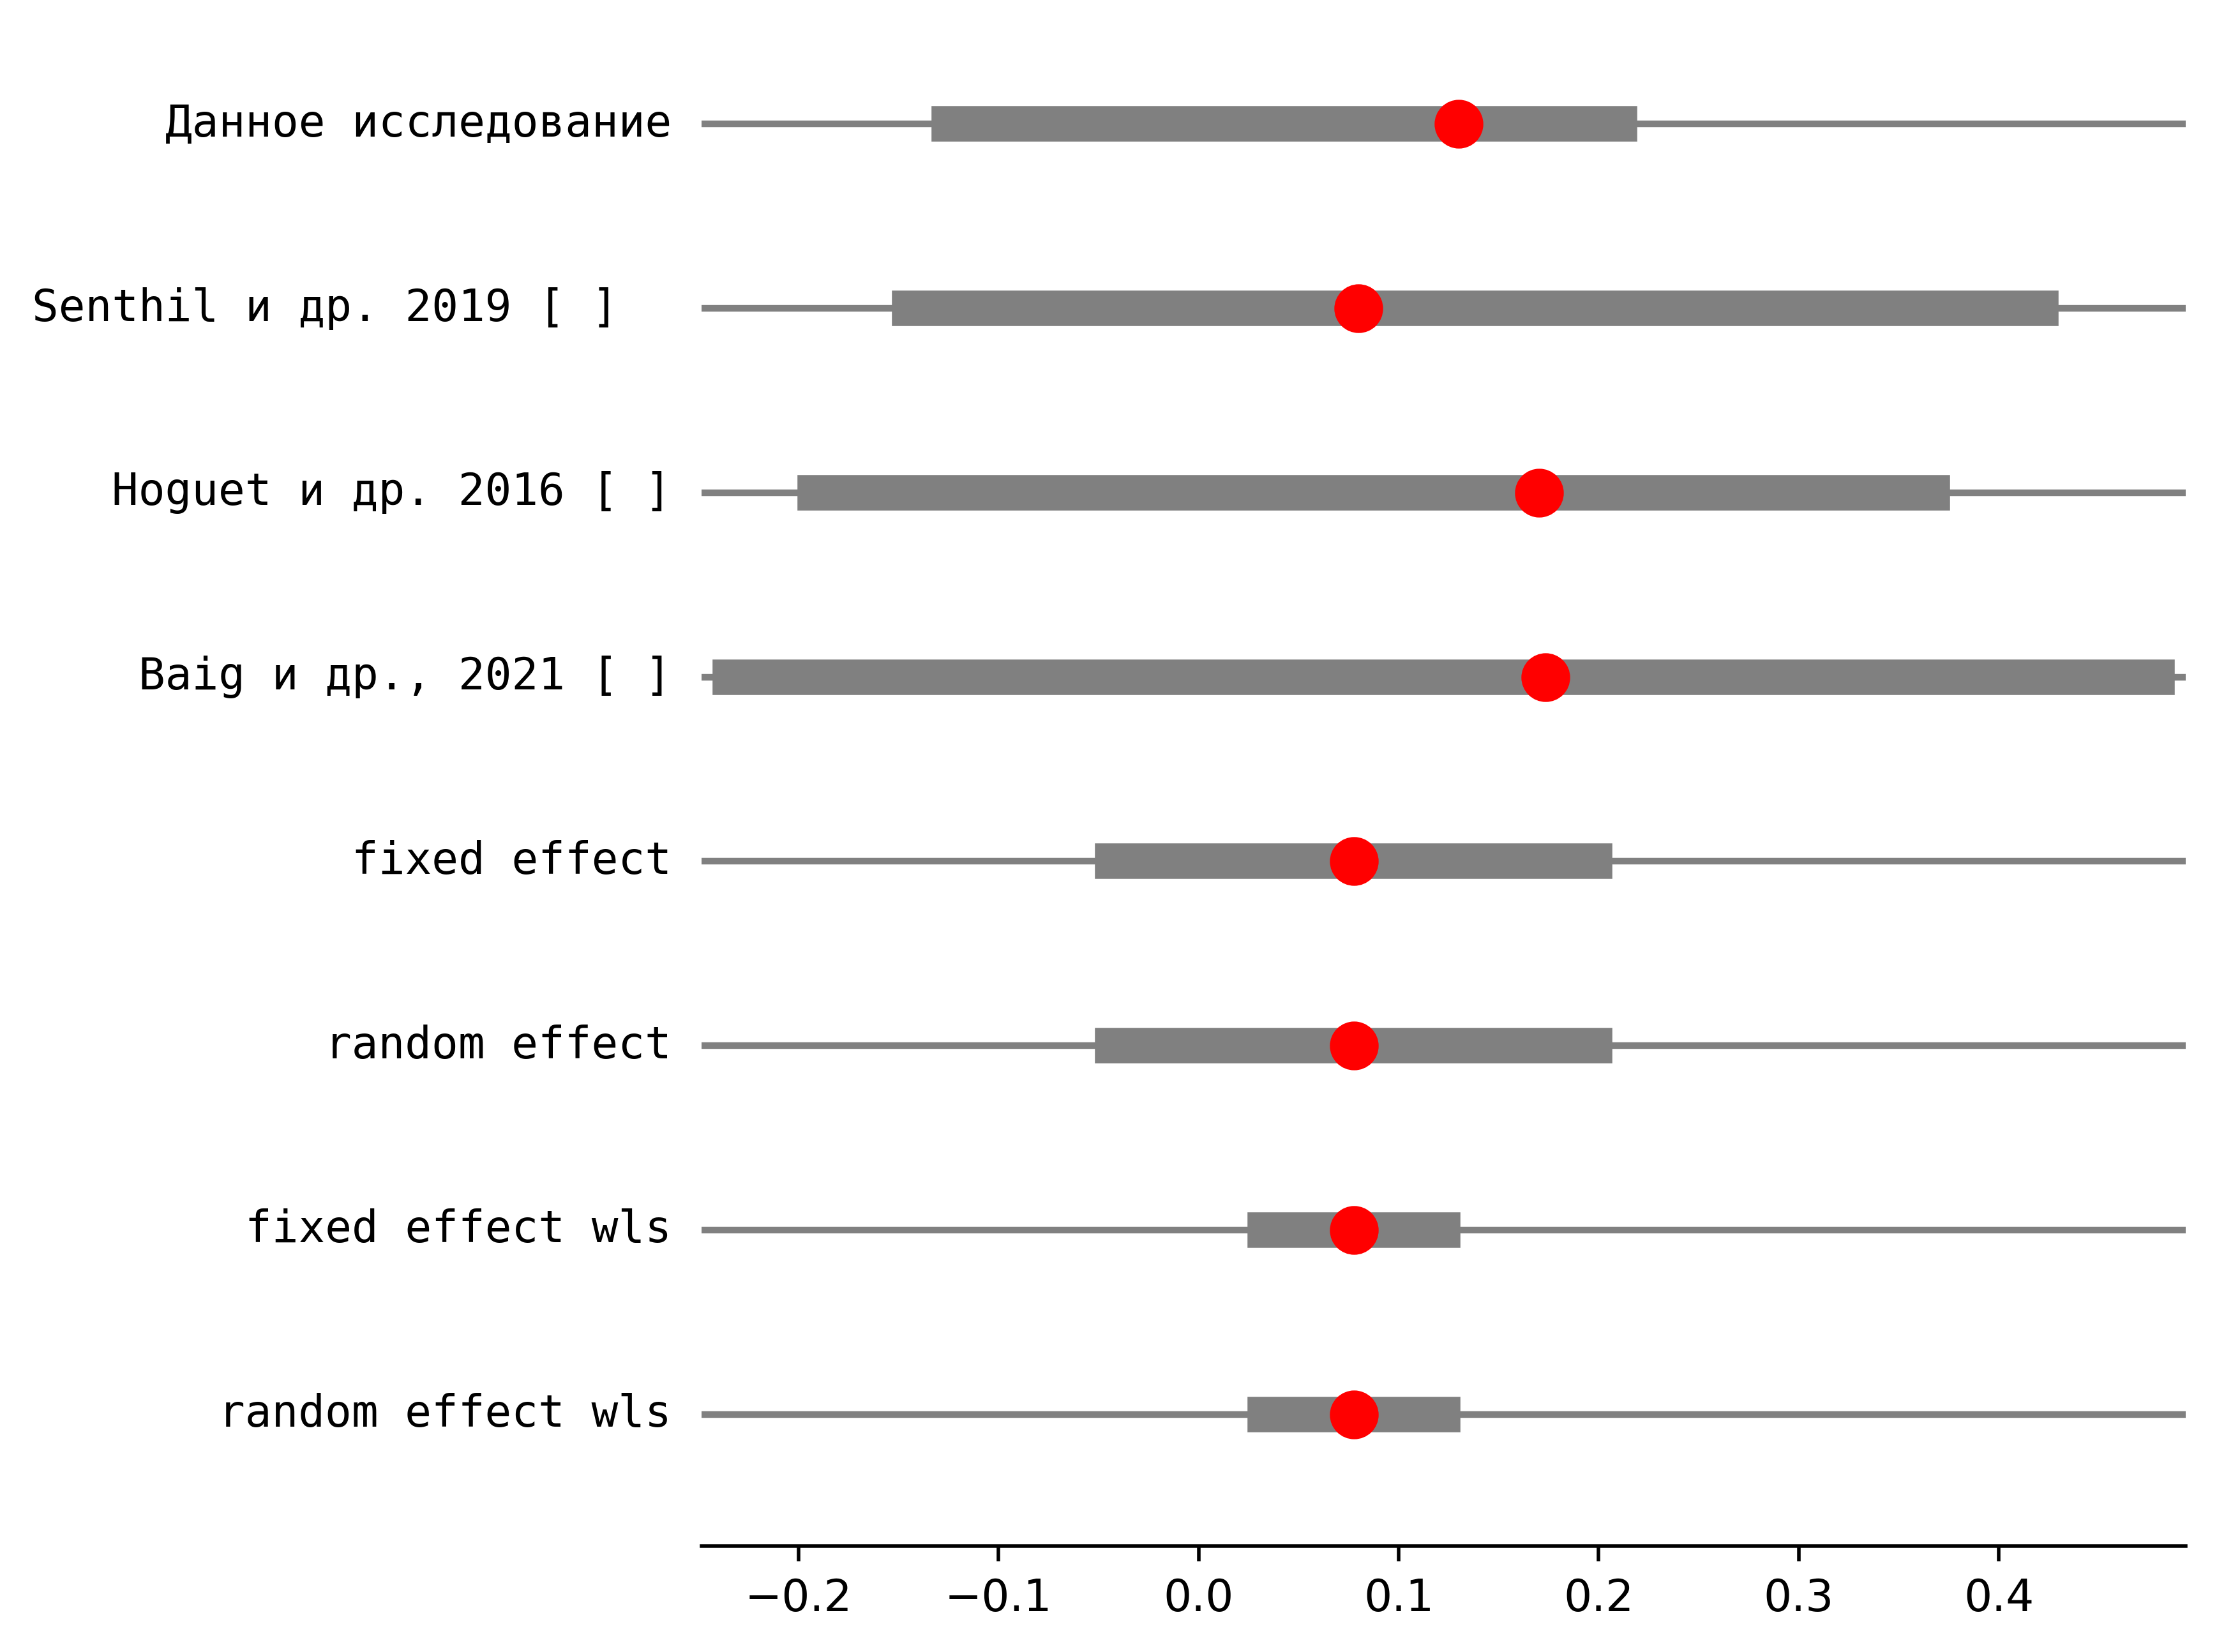 Данное исследование
Senthil и др. 2019 [ ]
Hoguet и др. 2016 [ ]
Baig и др., 2021 [ ]
fixed effect
random effect
fixed effect wls
random effect wls
−0.2 −0.1 0.0 0.1 0.2 0.3 0.4